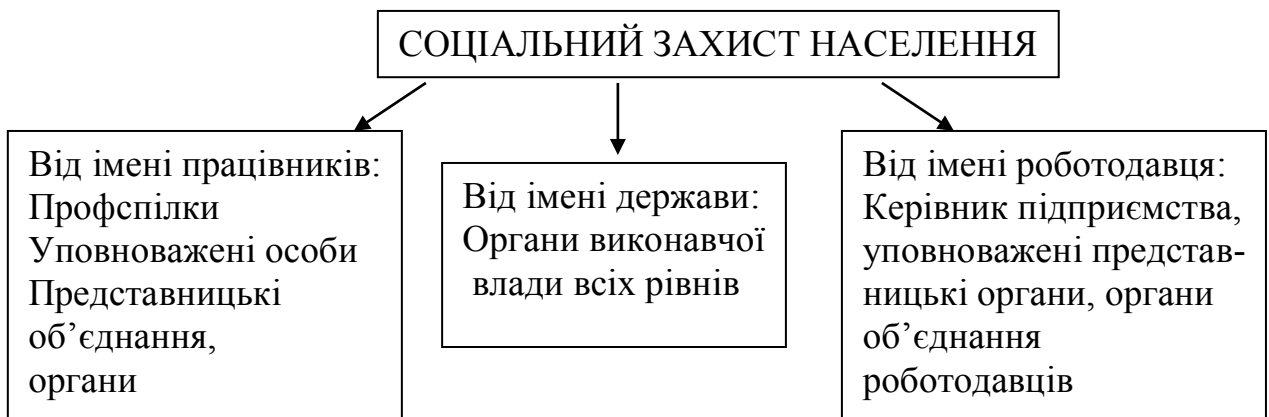 СОЦІАЛЬНИЙ ЗАХИСТ НАСЕЛЕННЯ
Від імені працівників:
Профспілки
Уповноважені особи
Представницькі
об’єднання,
органи
Від імені держави:
Органи виконавчої
влади всіх рівнів
Від імені роботодавця:
Керівник підприємства,
уповноважені представ-
ницькі органи, органи
об’єднання
роботодавців